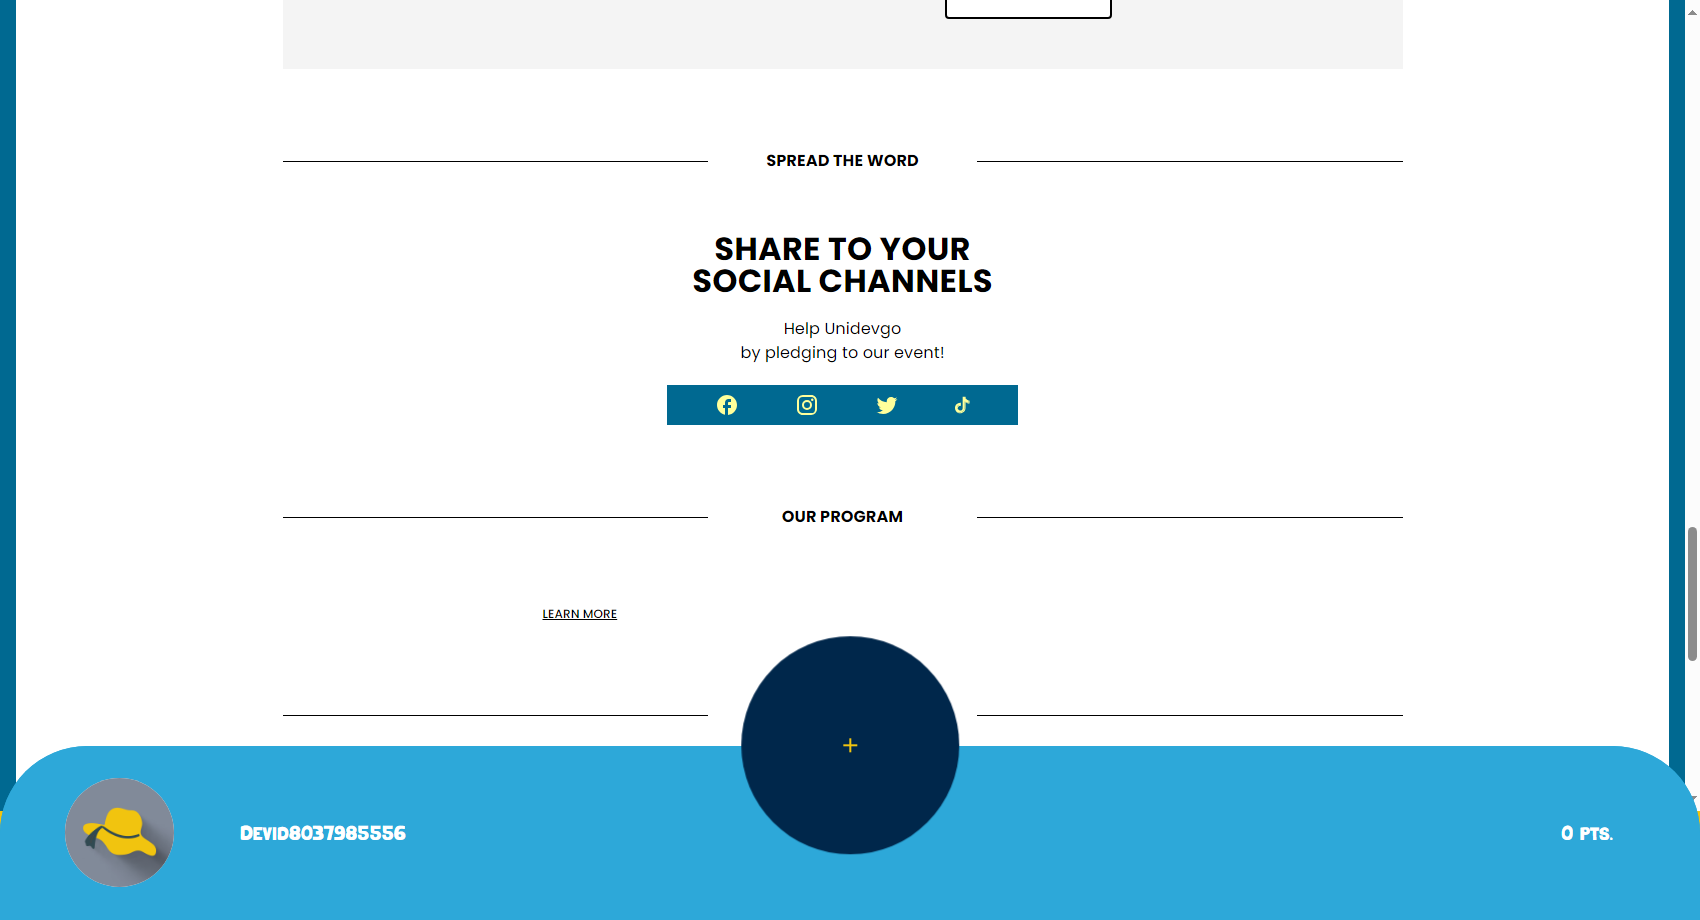 SPREAD THE WORD
SHARE TO YOUR
SOCIAL CHANNELS
Help Unidevgo
by pledging to our event!
OUR PROGRAM
LEARN MORE
+
Devid8037985556
0 pts.